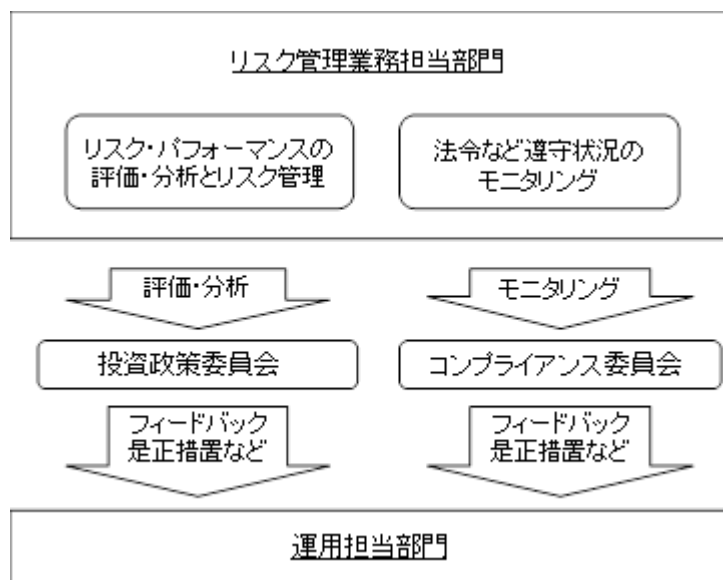 リスク管理業務担当部門
リスク・パフォーマンスの
評価・分析とリスク管理
法令など遵守状況の
モニタリング
評価・分析
モニタリング
投資政策委員会
コンプライアンス委員会
フィードバック
是正措置など
フィードバック
是正措置など
運用担当部門